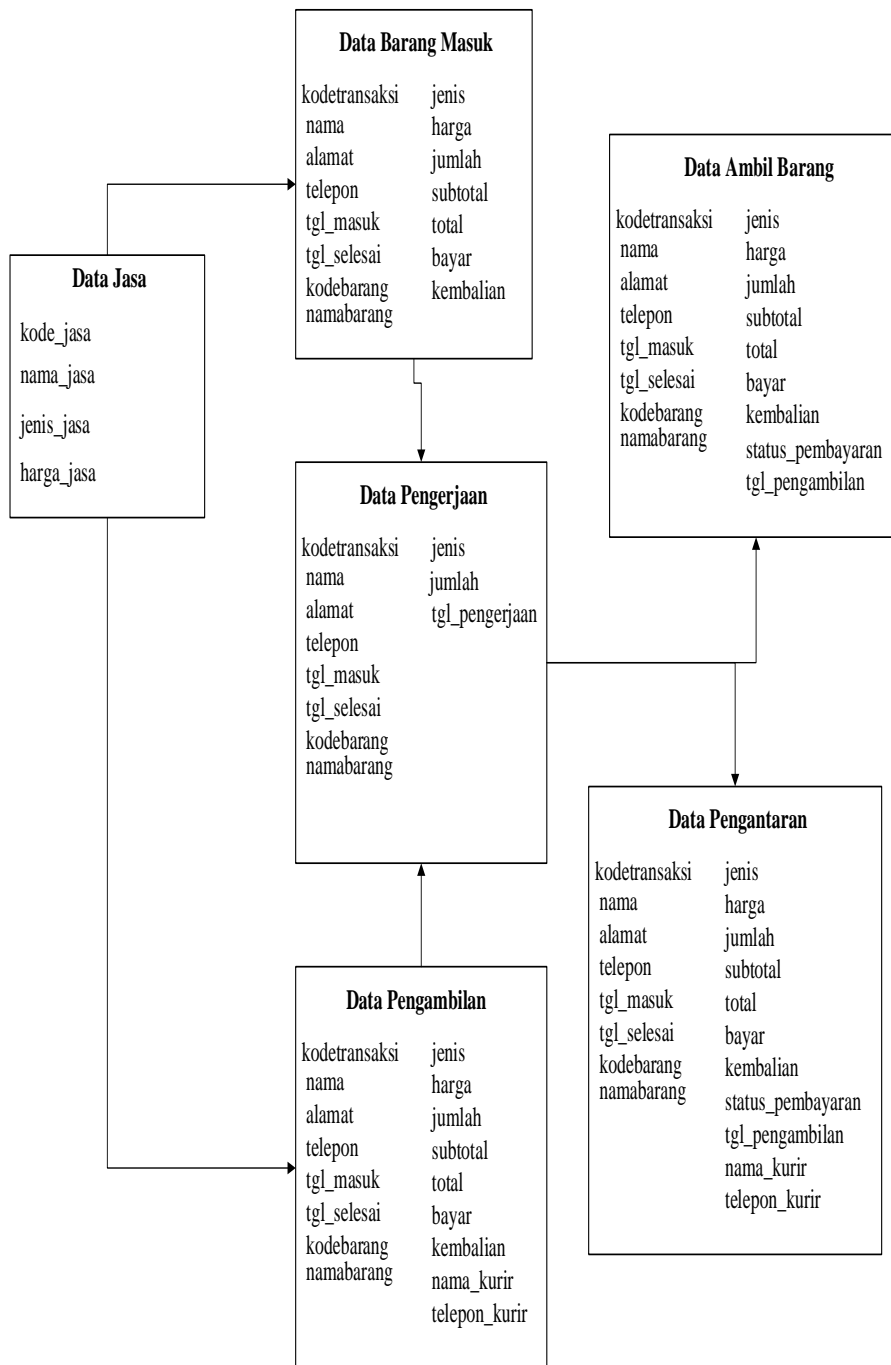 Data Barang Masuk
kodetransaksi jenis
nama harga
alamat jumlah
telepon subtotal
tgl_masuk total
tgl_selesai bayar
kodebarang kembalian
namabarang
Data Ambil Barang
kodetransaksi jenis
nama harga
alamat jumlah
telepon subtotal
tgl_masuk total
tgl_selesai bayar
kodebarang kembalian
namabarang status_pembayaran
tgl_pengambilan
Data Jasa
kode_jasa
nama_jasa
jenis_jasa
harga_jasa
Data Pengerjaan
kodetransaksi jenis
nama jumlah
alamat tgl_pengerjaan
telepon
tgl_masuk
tgl_selesai
kodebarang
namabarang
Data Pengantaran
kodetransaksi jenis
nama harga
alamat jumlah
telepon subtotal
tgl_masuk total
tgl_selesai bayar
kodebarang kembalian
namabarang status_pembayaran
tgl_pengambilan
nama_kurir
telepon_kurir
Data Pengambilan
kodetransaksi jenis
nama harga
alamat jumlah
telepon subtotal
tgl_masuk total
tgl_selesai bayar
kodebarang kembalian
namabarang nama_kurir
telepon_kurir